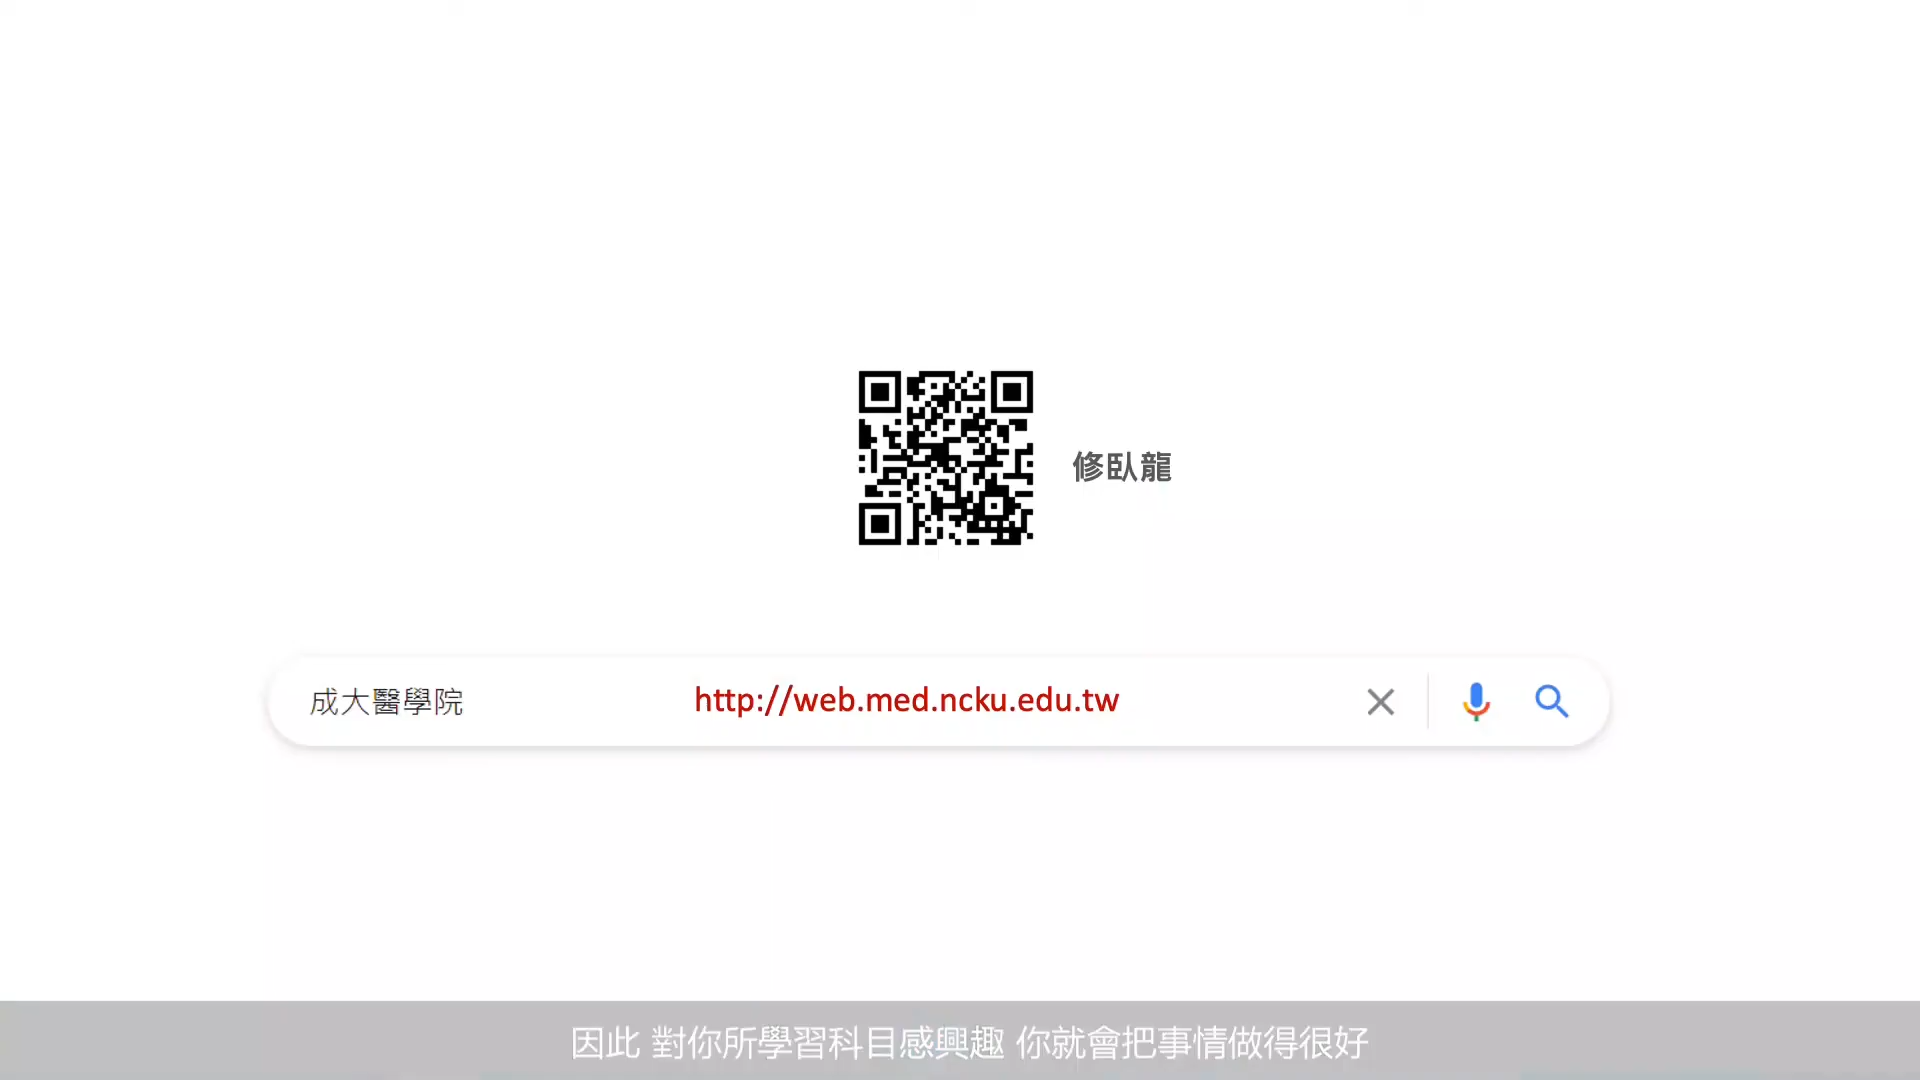 修臥龍
成大醫學院 http://web.med.ncku.edu.tw
因此 對你所學習科目感興趣 你就會把事情做得很好